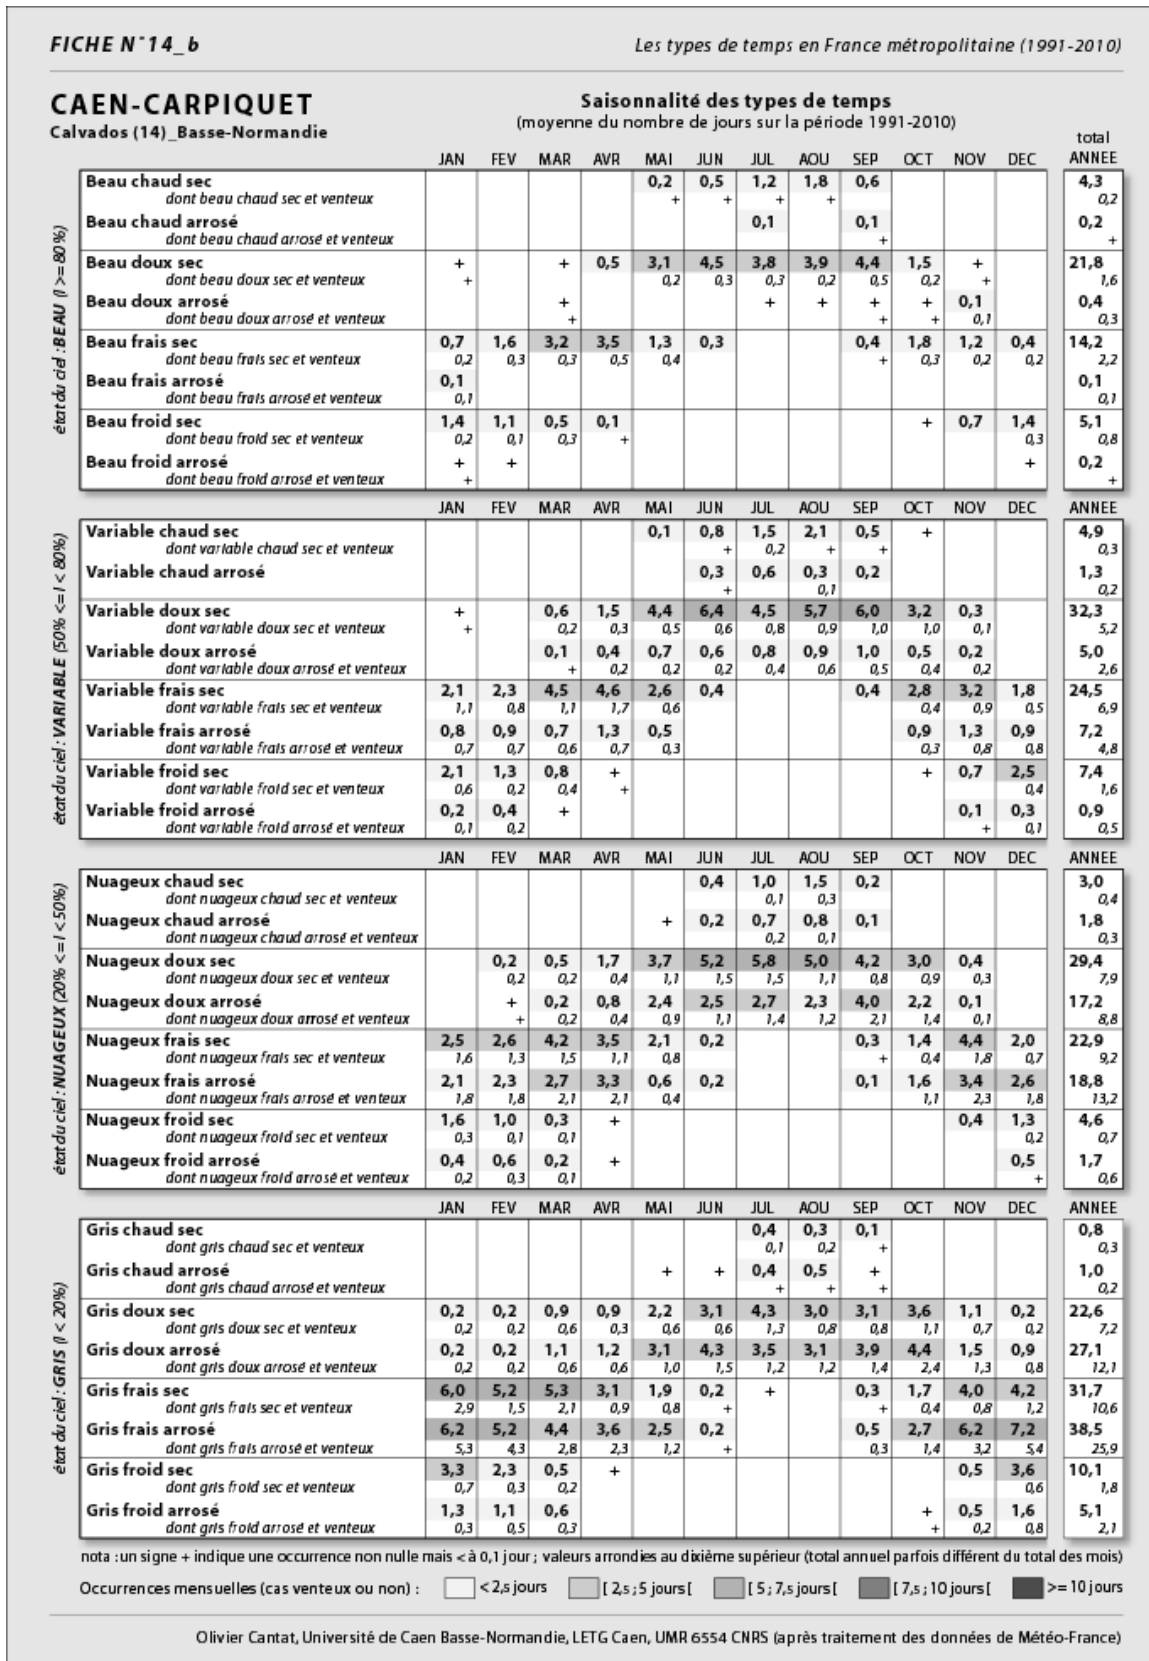 FICHE N°14_b
Les types de temps en France métropolitaine (1991-2010)
CAEN-CARPIQUET
Saisonnalité des types de temps
Calvados (14)_Basse-Normandie
(moyenne du nombre de jours sur la période 1991-2010)
total
JAN FEV MAR AVR MAI JUN JUL AOU SEP OCT NOV DEC ANNEE
état du ciel : BEAU (I >= 80%)
Beau chaud sec 0,2 0,5 1,2 1,8 0,6 4,3
dont beau chaud sec et venteux + + + + 0,2
Beau chaud arrosé 0,1 0,1 0,2
dont beau chaud arrosé et venteux + +
Beau doux sec + + 0,5 3,1 4,5 3,8 3,9 4,4 1,5 + 21,8
dont beau doux sec et venteux + 0,2 0,3 0,3 0,2 0,5 0,2 + 1,6
Beau doux arrosé + + + + + 0,1 0,4
dont beau doux arrosé et venteux + + + 0,1 0,3
Beau frais sec 0,7 1,6 3,2 3,5 1,3 0,3 0,4 1,8 1,2 0,4 14,2
dont beau frais sec et venteux 0,2 0,3 0,3 0,5 0,4 + 0,3 0,2 0,2 2,2
Beau frais arrosé 0,1 0,1
dont beau frais arrosé et venteux 0,1 0,1
Beau froid sec 1,4 1,1 0,5 0,1 + 0,7 1,4 5,1
dont beau froid sec et venteux 0,2 0,1 0,3 + 0,3 0,8
Beau froid arrosé + + + 0,2
dont beau froid arrosé et venteux + +
JAN FEV MAR AVR MAI JUN JUL AOU SEP OCT NOV DEC ANNEE
état du ciel : VARIABLE (50% <= I < 80%)
Variable chaud sec 0,1 0,8 1,5 2,1 0,5 + 4,9
dont variable chaud sec et venteux + 0,2 + + 0,3
Variable chaud arrosé 0,3 0,6 0,3 0,2 1,3
+ 0,1 0,2
Variable doux sec + 0,6 1,5 4,4 6,4 4,5 5,7 6,0 3,2 0,3 32,3
dont variable doux sec et venteux + 0,2 0,3 0,5 0,6 0,8 0,9 1,0 1,0 0,1 5,2
Variable doux arrosé 0,1 0,4 0,7 0,6 0,8 0,9 1,0 0,5 0,2 5,0
dont variable doux arrosé et venteux + 0,2 0,2 0,2 0,4 0,6 0,5 0,4 0,2 2,6
Variable frais sec 2,1 2,3 4,5 4,6 2,6 0,4 0,4 2,8 3,2 1,8 24,5
dont variable frais sec et venteux 1,1 0,8 1,1 1,7 0,6 0,4 0,9 0,5 6,9
Variable frais arrosé 0,8 0,9 0,7 1,3 0,5 0,9 1,3 0,9 7,2
dont variable frais arrosé et venteux 0,7 0,7 0,6 0,7 0,3 0,3 0,8 0,8 4,8
Variable froid sec 2,1 1,3 0,8 + + 0,7 2,5 7,4
dont variable froid sec et venteux 0,6 0,2 0,4 + 0,4 1,6
Variable froid arrosé 0,2 0,4 + 0,1 0,3 0,9
dont variable froid arrosé et venteux 0,1 0,2 + 0,1 0,5
JAN FEV MAR AVR MAI JUN JUL AOU SEP OCT NOV DEC ANNEE
état du ciel : NUAGEUX (20% <= I < 50%)
Nuageux chaud sec 0,4 1,0 1,5 0,2 3,0
dont nuageux chaud sec et venteux 0,1 0,3 0,4
Nuageux chaud arrosé + 0,2 0,7 0,8 0,1 1,8
dont nuageux chaud arrosé et venteux 0,2 0,1 0,3
Nuageux doux sec 0,2 0,5 1,7 3,7 5,2 5,8 5,0 4,2 3,0 0,4 29,4
dont nuageux doux sec et venteux 0,2 0,2 0,4 1,1 1,5 1,5 1,1 0,8 0,9 0,3 7,9
Nuageux doux arrosé + 0,2 0,8 2,4 2,5 2,7 2,3 4,0 2,2 0,1 17,2
dont nuageux doux arrosé et venteux + 0,2 0,4 0,9 1,1 1,4 1,2 2,1 1,4 0,1 8,8
Nuageux frais sec 2,5 2,6 4,2 3,5 2,1 0,2 0,3 1,4 4,4 2,0 22,9
dont nuageux frais sec et venteux 1,6 1,3 1,5 1,1 0,8 + 0,4 1,8 0,7 9,2
Nuageux frais arrosé 2,1 2,3 2,7 3,3 0,6 0,2 0,1 1,6 3,4 2,6 18,8
dont nuageux frais arrosé et venteux 1,8 1,8 2,1 2,1 0,4 1,1 2,3 1,8 13,2
Nuageux froid sec 1,6 1,0 0,3 + 0,4 1,3 4,6
dont nuageux froid sec et venteux 0,3 0,1 0,1 0,2 0,7
Nuageux froid arrosé 0,4 0,6 0,2 + 0,5 1,7
dont nuageux froid arrosé et venteux 0,2 0,3 0,1 + 0,6
JAN FEV MAR AVR MAI JUN JUL AOU SEP OCT NOV DEC ANNEE
état du ciel : GRIS (I < 20%)
Gris chaud sec 0,4 0,3 0,1 0,8
dont gris chaud sec et venteux 0,1 0,2 + 0,3
Gris chaud arrosé + + 0,4 0,5 + 1,0
dont gris chaud arrosé et venteux + + + 0,2
Gris doux sec 0,2 0,2 0,9 0,9 2,2 3,1 4,3 3,0 3,1 3,6 1,1 0,2 22,6
dont gris doux sec et venteux 0,2 0,2 0,6 0,3 0,6 0,6 1,3 0,8 0,8 1,1 0,7 0,2 7,2
Gris doux arrosé 0,2 0,2 1,1 1,2 3,1 4,3 3,5 3,1 3,9 4,4 1,5 0,9 27,1
dont gris doux arrosé et venteux 0,2 0,2 0,6 0,6 1,0 1,5 1,2 1,2 1,4 2,4 1,3 0,8 12,1
Gris frais sec 6,0 5,2 5,3 3,1 1,9 0,2 + 0,3 1,7 4,0 4,2 31,7
dont gris frais sec et venteux 2,9 1,5 2,1 0,9 0,8 + + 0,4 0,8 1,2 10,6
Gris frais arrosé 6,2 5,2 4,4 3,6 2,5 0,2 0,5 2,7 6,2 7,2 38,5
dont gris frais arrosé et venteux 5,3 4,3 2,8 2,3 1,2 + 0,3 1,4 3,2 5,4 25,9
Gris froid sec 3,3 2,3 0,5 + 0,5 3,6 10,1
dont gris froid sec et venteux 0,7 0,3 0,2 0,6 1,8
Gris froid arrosé 1,3 1,1 0,6 + 0,5 1,6 5,1
dont gris froid arrosé et venteux 0,3 0,5 0,3 + 0,2 0,8 2,1
nota : un signe + indique une occurrence non nulle mais < à 0,1 jour ; valeurs arrondies au dixième supérieur (total annuel parfois différent du total des mois)
Occurrences mensuelles (cas venteux ou non) : < 2,5 jours [ 2,5 ; 5 jours [ [ 5 ; 7,5 jours [ [ 7,5 ; 10 jours [ >= 10 jours
Olivier Cantat, Université de Caen Basse-Normandie, LETG Caen, UMR 6554 CNRS (après traitement des données de Météo-France)